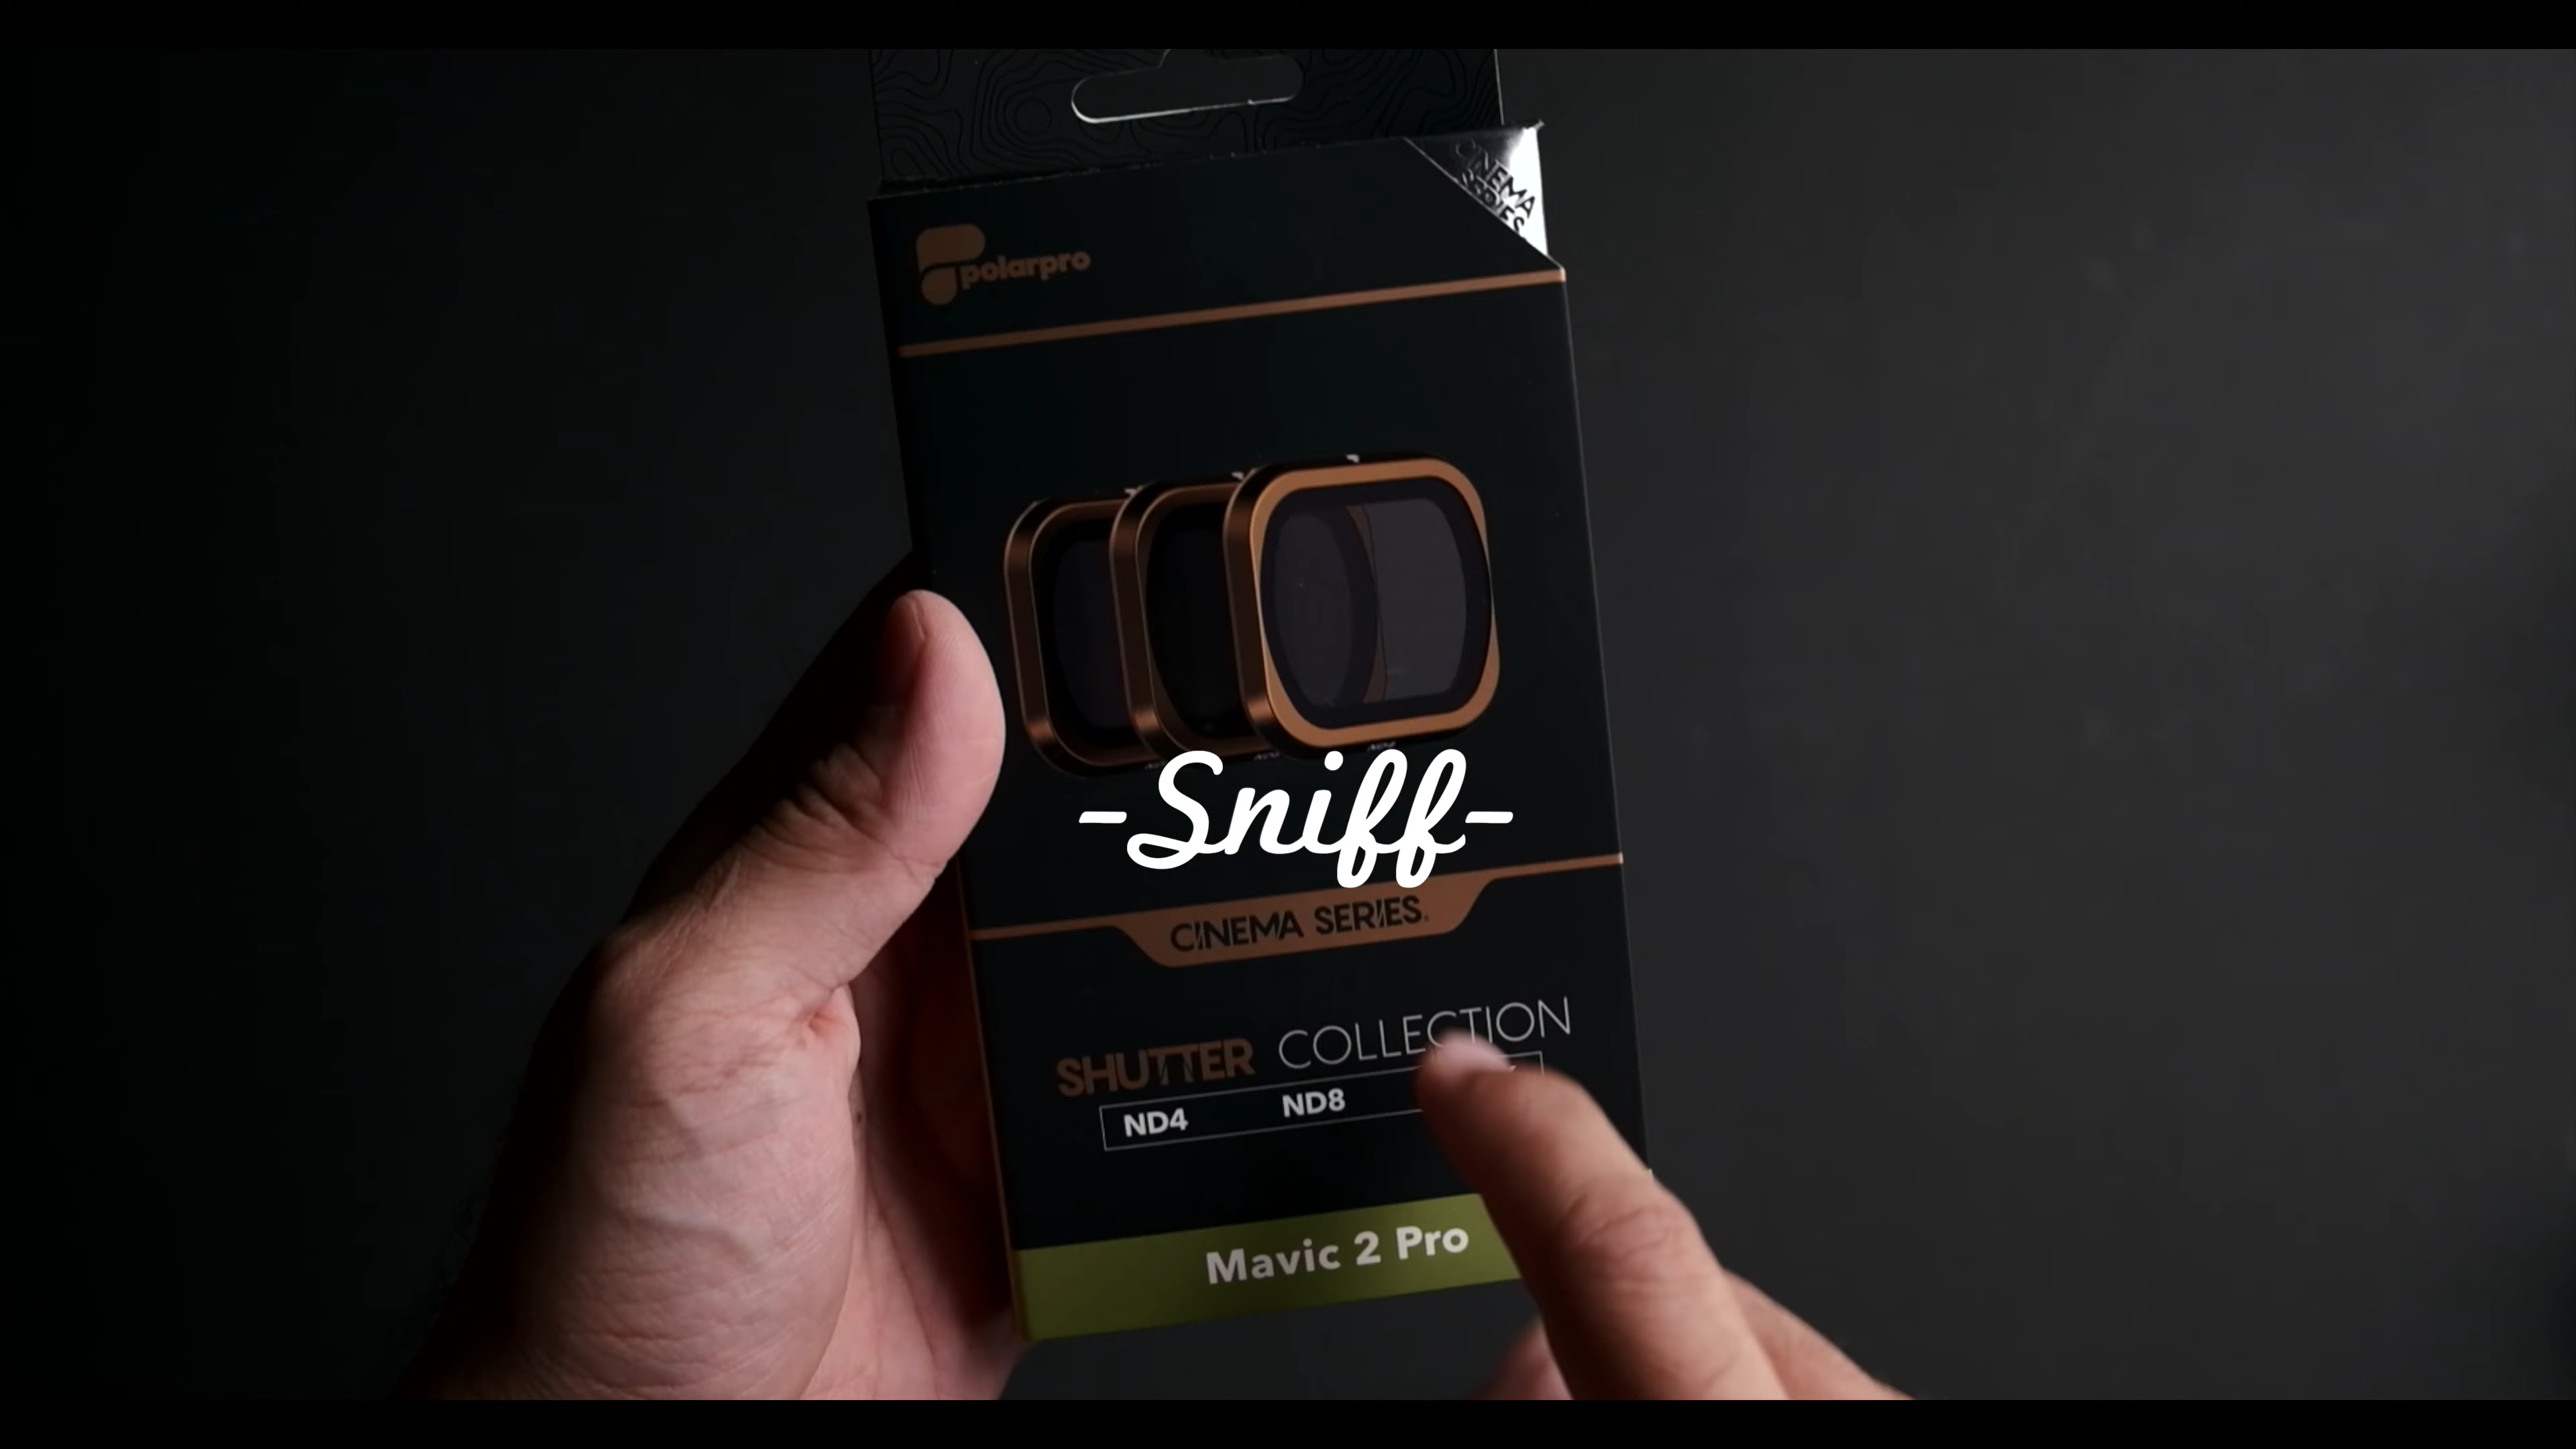 CINEMA
SERIES
polarpro
-Sniff-
CINEMA SERIES
SHUTTER COLLECTION
ND4 ND8
Mavic 2 Pro